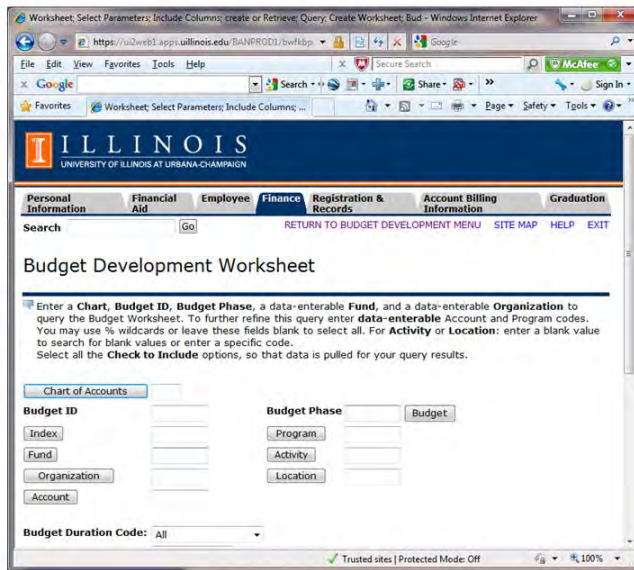 Worksheet; Select Parameters; Include Columns; create or Retrieve; Query; Create Worksheet; Bud - Windows Internet Explorer
https://ui2web1.apps.uillinois.edu/BANPROD1/bwfkbp.
Google
File Edit View Favorites Tools Help
x Secure Search
McAfee
x Google
Search
Share
»
Sign In
Favorites
Worksheet; Select Parameters; Include Columns; ...
Page Safety Tools
I
ILLINOIS
UNIVERSITY OF ILLINOIS AT URBANA-CHAMPAIGN
Personal Information
Financial Aid
Employee
Finance
Registration & Records
Account Billing Information
Graduation
Search Go
RETURN TO BUDGET DEVELOPMENT MENU SITE MAP HELP EXIT
Budget Development Worksheet
Enter a Chart, Budget ID, Budget Phase, a data-enterable Fund, and a data-enterable Organization to
query the Budget Worksheet. To further refine this query enter data-enterable Account and Program codes.
You may use % wildcards or leave these fields blank to select all. For Activity or Location: enter a blank value
to search for blank values or enter a specific code.
Select all the Check to Include options, so that data is pulled for your query results.
Chart of Accounts
Budget ID Budget Phase Budget
Index Program
Fund Activity
Organization Location
Account
Budget Duration Code: All
Trusted sites | Protected Mode: Off 100%